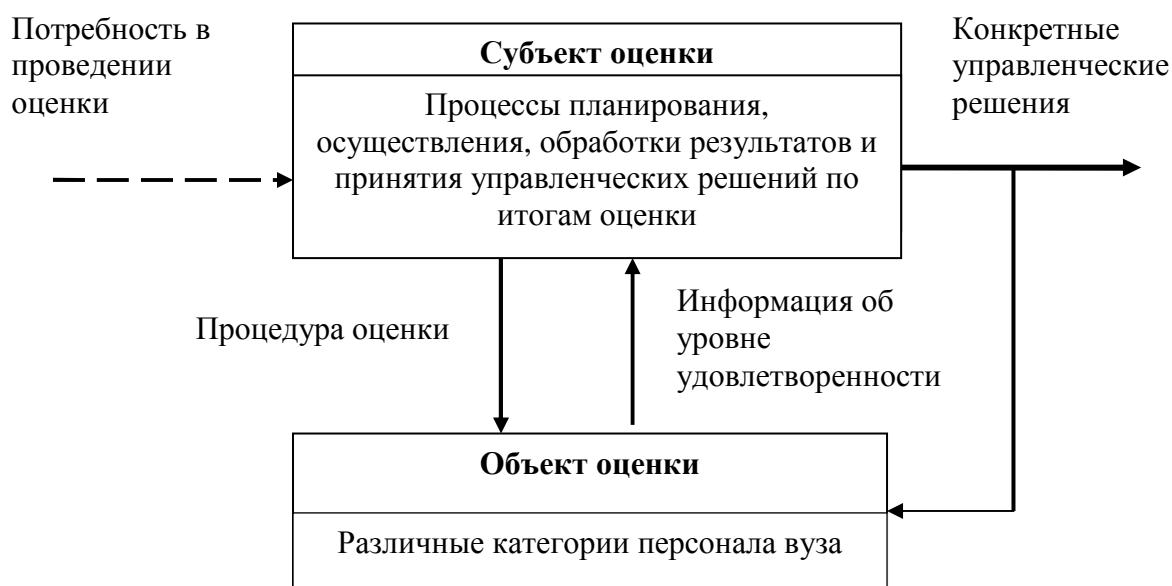 Потребность в
проведении
оценки
Субъект оценки
Процессы планирования,
осуществления, обработки результатов и
принятия управленческих решений по
итогам оценки
Конкретные
управленческие
решения
Процедура оценки
Информация об
уровне
удовлетворенности
Объект оценки
Различные категории персонала вуза